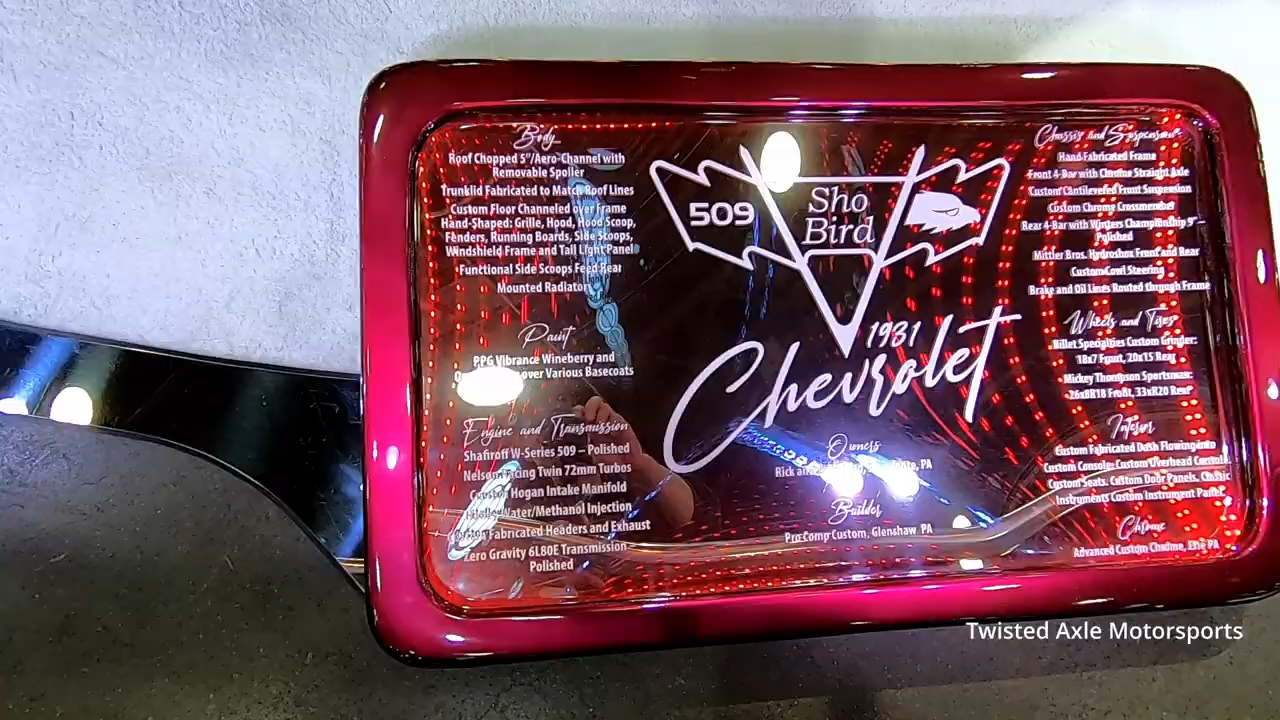 Body
Roof Chopped 5"/Aero-Channel with
Removable Spoiler
Trunklid Fabricated to Match Roof Lines
Custom Floor Channeled over Frame
Hand-Shaped: Grille, Hood, Hood Scoop,
Fenders, Running Boards, Side Scoops,
Windshield Frame and Tail Light Panel
Functional Side Scoops Feed Rear
Mounted Radiator
Paint
PPG Vibrance Wineberry and
over Various Basecoats
Engine and Transmission
Shafiroff W-Series 509 – Polished
Nelson Racing Twin 72mm Turbos
Custom Hogan Intake Manifold
Holley Water/Methanol Injection
Custom Fabricated Headers and Exhaust
Zero Gravity 6L80E Transmission
Polished
509
Sho
Bird
1931
Chevrolet
Owners
Rick PA
Builder
Pro Comp Custom, Glenshaw PA
Chassis and Suspension
Hand Fabricated Frame
Front 4-Bar with Chrome Straight Axle
Custom Cantilevered Front Suspension
Custom Chrome Crossmember
Rear 4-Bar with Winters Championship 9" –
Polished
Mittler Bros. Hydroshox Front and Rear
Custom Cowl Steering
Brake and Oil Lines Routed through Frame
Wheels and Tires
Billet Specialties Custom Grinder:
18x7 Front, 20x15 Rear
Mickey Thompson Sportsman:
26x8R18 Front, 33xR20 Rear
Interior
Custom Fabricated Dash Flowing into
Custom Console, Custom Overhead Console,
Custom Seats, Custom Door Panels, Classic
Instruments Custom Instrument Panel
Chrome
Advanced Custom Chrome, Erie PA
Twisted Axle Motorsports